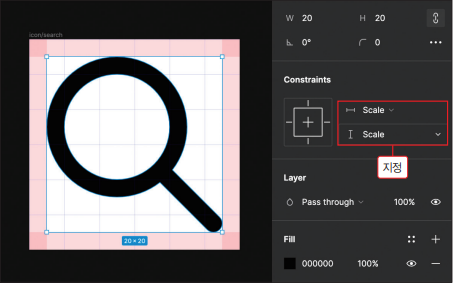 icon/search
20 × 20
W 20 H 20
0° 0
Constraints
Scale
Scale
지정
Layer
Pass through 100%
Fill
000000 100%